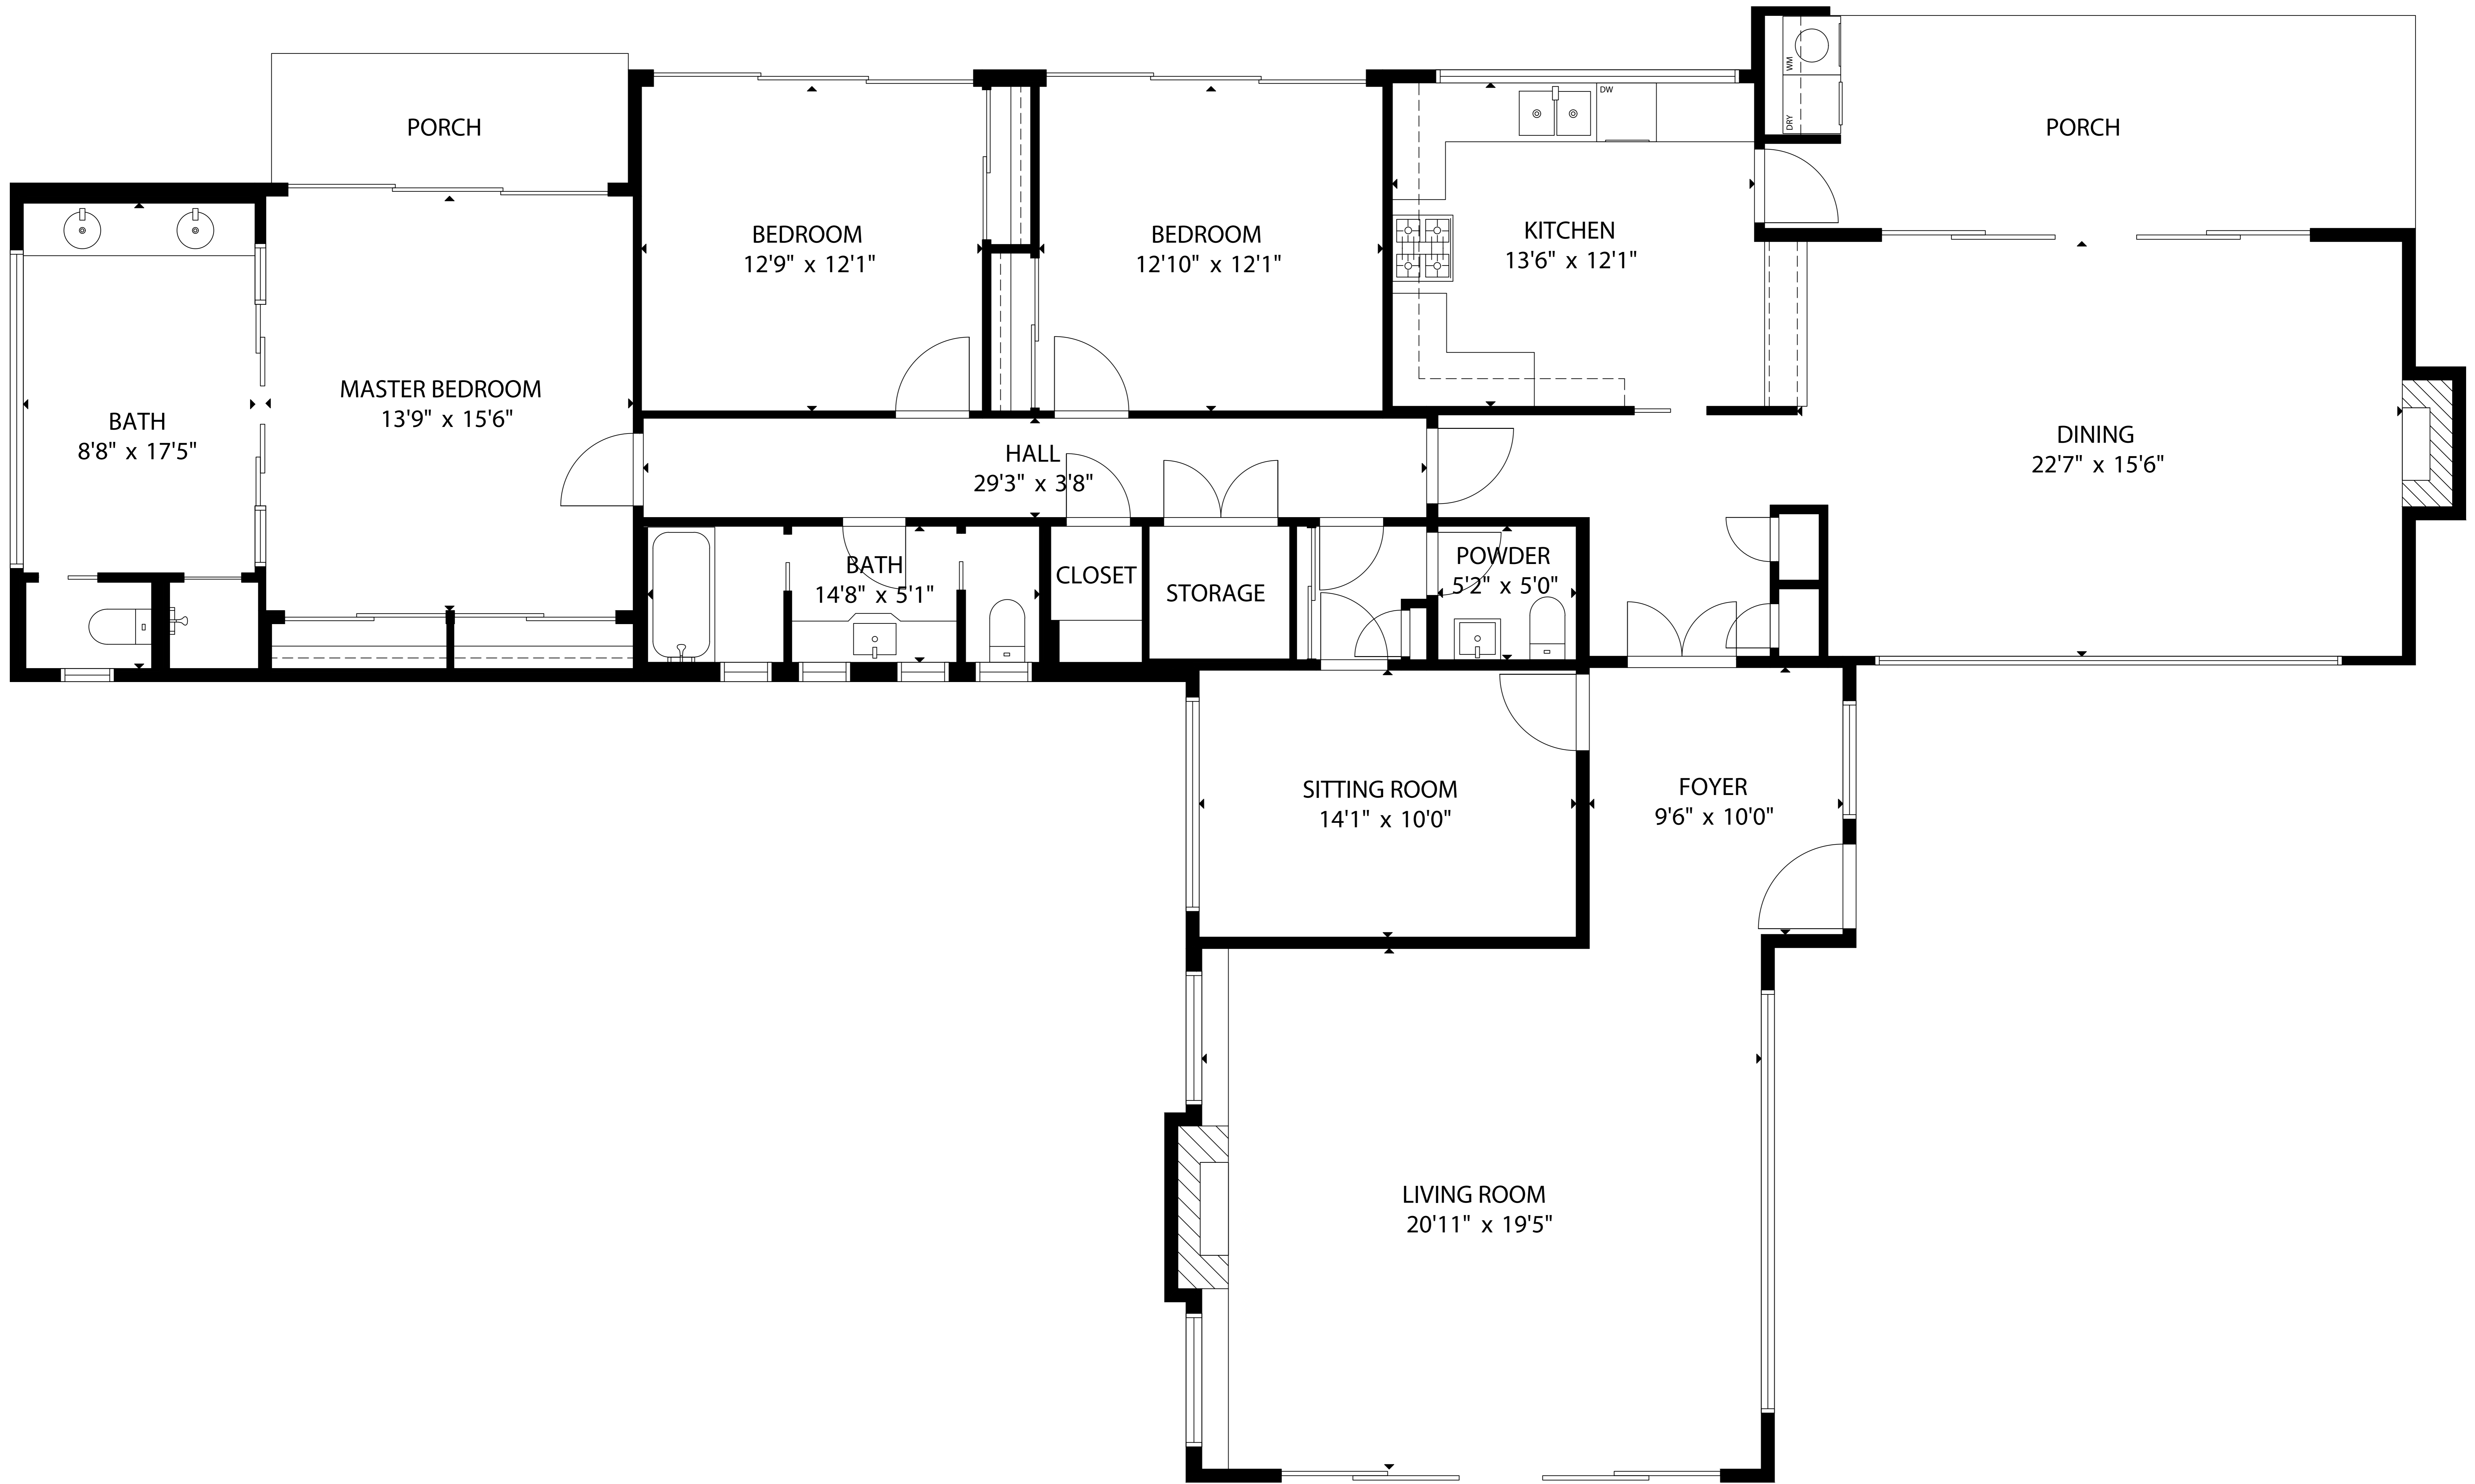 WM
DRY
DW
PORCH
PORCH
BEDROOM
12'9" x 12'1"
BEDROOM
12'10" x 12'1"
KITCHEN
13'6" x 12'1"
MASTER BEDROOM
13'9" x 15'6"
BATH
8'8" x 17'5"
HALL
29'3" x 3'8"
DINING
22'7" x 15'6"
BATH
14'8" x 5'1"
CLOSET
STORAGE
POWDER
5'2" x 5'0"
SITTING ROOM
14'1" x 10'0"
FOYER
9'6" x 10'0"
LIVING ROOM
20'11" x 19'5"